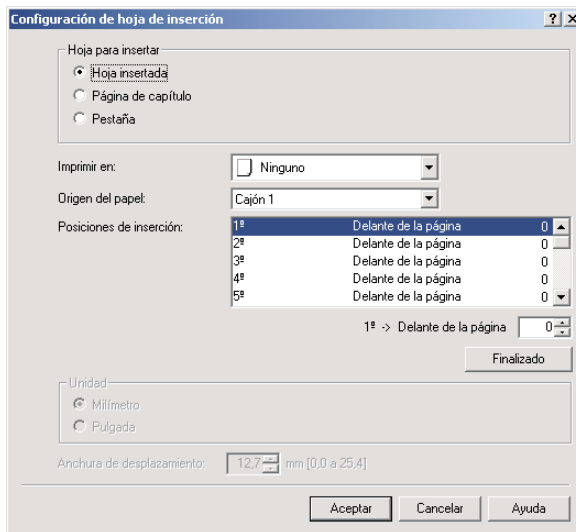 Configuración de hoja de inserción
Hoja para insertar
Hoja insertada
Página de capítulo
Pestaña
Imprimir en: Ninguno
Origen del papel: Cajón 1
Posiciones de inserción: 1º Delante de la página 0
2º Delante de la página 0
3º Delante de la página 0
4º Delante de la página 0
5º Delante de la página 0
1º -> Delante de la página 0
Finalizado
Unidad
Milímetro
Pulgada
Anchura de desplazamiento: 12,7 mm [0,0 a 25,4]
Aceptar Cancelar Ayuda